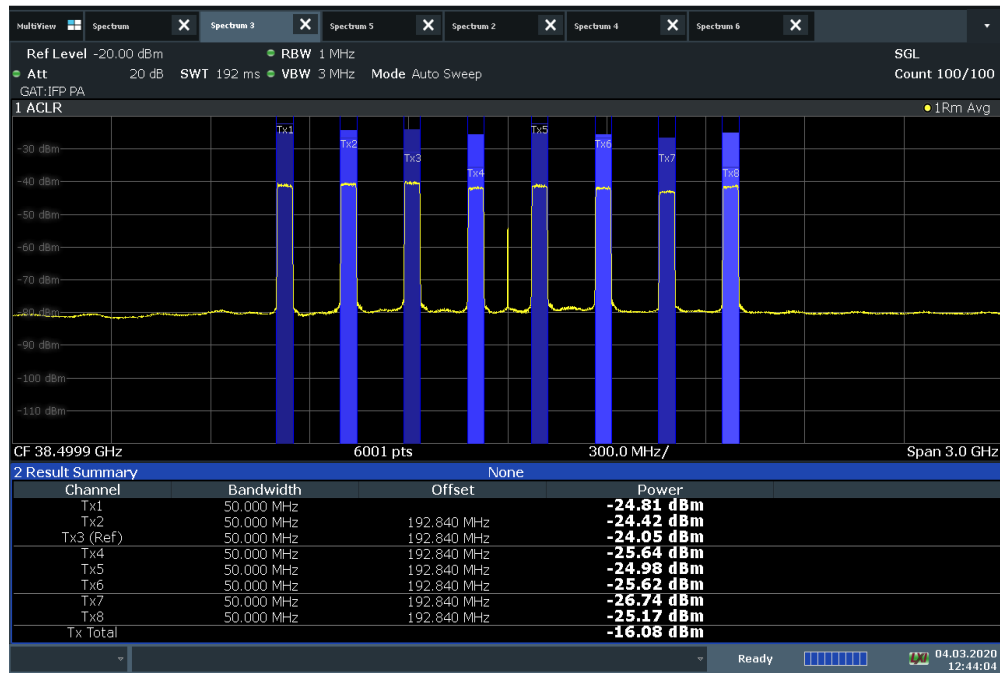 MultiView Spectrum X Spectrum 3 X Spectrum 5 X Spectrum 2 X Spectrum 4 X Spectrum 6 X
Ref Level -20.00 dBm RBW 1 MHz SGL
Att 20 dB SWT 192 ms VBW 3 MHz Mode Auto Sweep Count 100/100
GAT:IFP PA
1 ACLR 1Rm Avg
Tx1 Tx5
Tx2 Tx6
-30 dBm
Tx3 Tx7
Tx4 Tx8
-40 dBm
-50 dBm
-60 dBm
-70 dBm
-80 dBm
-90 dBm
-100 dBm
-110 dBm
CF 38.4999 GHz 6001 pts 300.0 MHz/ Span 3.0 GHz
2 Result Summary None
Channel Bandwidth Offset Power
Tx1 50.000 MHz -24.81 dBm
Tx2 50.000 MHz 192.840 MHz -24.42 dBm
Tx3 (Ref) 50.000 MHz 192.840 MHz -24.05 dBm
Tx4 50.000 MHz 192.840 MHz -25.64 dBm
Tx5 50.000 MHz 192.840 MHz -24.98 dBm
Tx6 50.000 MHz 192.840 MHz -25.62 dBm
Tx7 50.000 MHz 192.840 MHz -26.74 dBm
Tx8 50.000 MHz 192.840 MHz -25.17 dBm
Tx Total -16.08 dBm
Ready LXI 04.03.2020
12:44:04